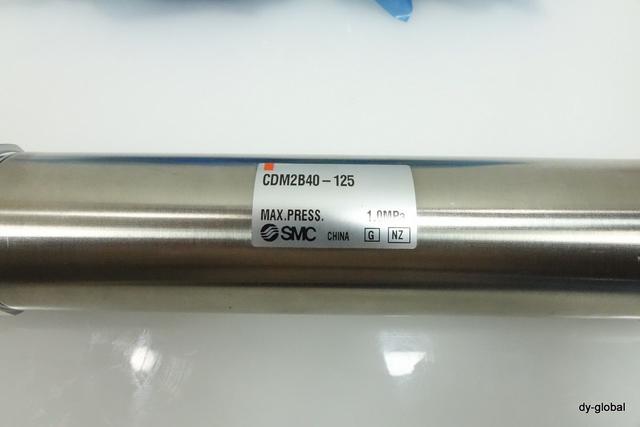 CDM2B40-125
MAX.PRESS. 1.0MPa
SMC CHINA G NZ
dy-global